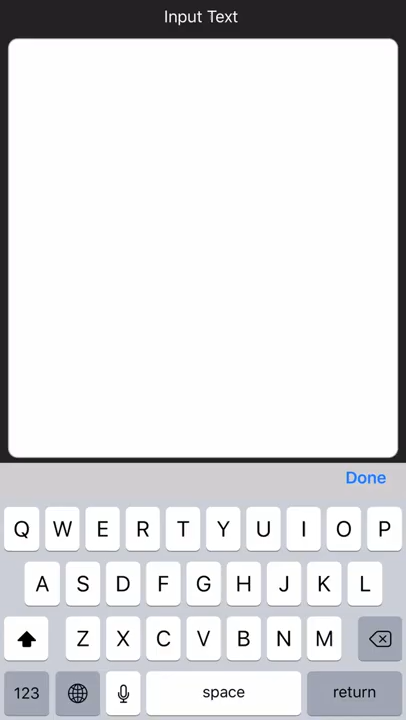 Input Text
Done
Q W E R T Y U I O P
A S D F G H J K L
Z X C V B N M
123 space return